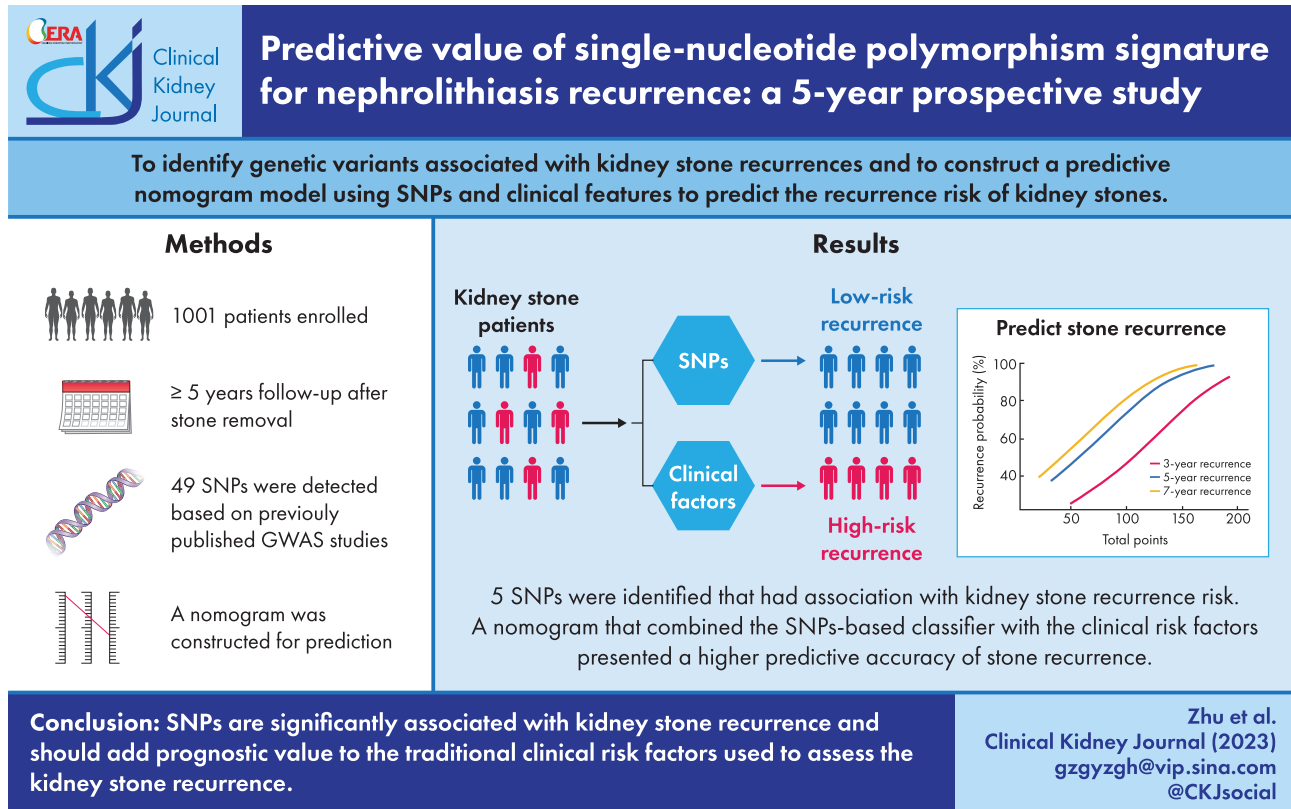 ERA
CKJ
Clinical
Kidney
Journal
Predictive value of single-nucleotide polymorphism signature
for nephrolithiasis recurrence: a 5-year prospective study
To identify genetic variants associated with kidney stone recurrences and to construct a predictive
nomogram model using SNPs and clinical features to predict the recurrence risk of kidney stones.
Methods
1001 patients enrolled
≥ 5 years follow-up after
stone removal
49 SNPs were detected
based on previouly
published GWAS studies
A nomogram was
constructed for prediction
Results
Kidney stone
patients
SNPs
Clinical
factors
Low-risk
recurrence
High-risk
recurrence
Predict stone recurrence
Recurrence probability (%)
100
80
60
40
3-year recurrence
5-year recurrence
7-year recurrence
50 100 150 200
Total points
5 SNPs were identified that had association with kidney stone recurrence risk.
A nomogram that combined the SNPs-based classifier with the clinical risk factors
presented a higher predictive accuracy of stone recurrence.
Conclusion: SNPs are significantly associated with kidney stone recurrence and
should add prognostic value to the traditional clinical risk factors used to assess the
kidney stone recurrence.
Zhu et al.
Clinical Kidney Journal (2023)
gzgyzgh@vip.sina.com
@CKJsocial